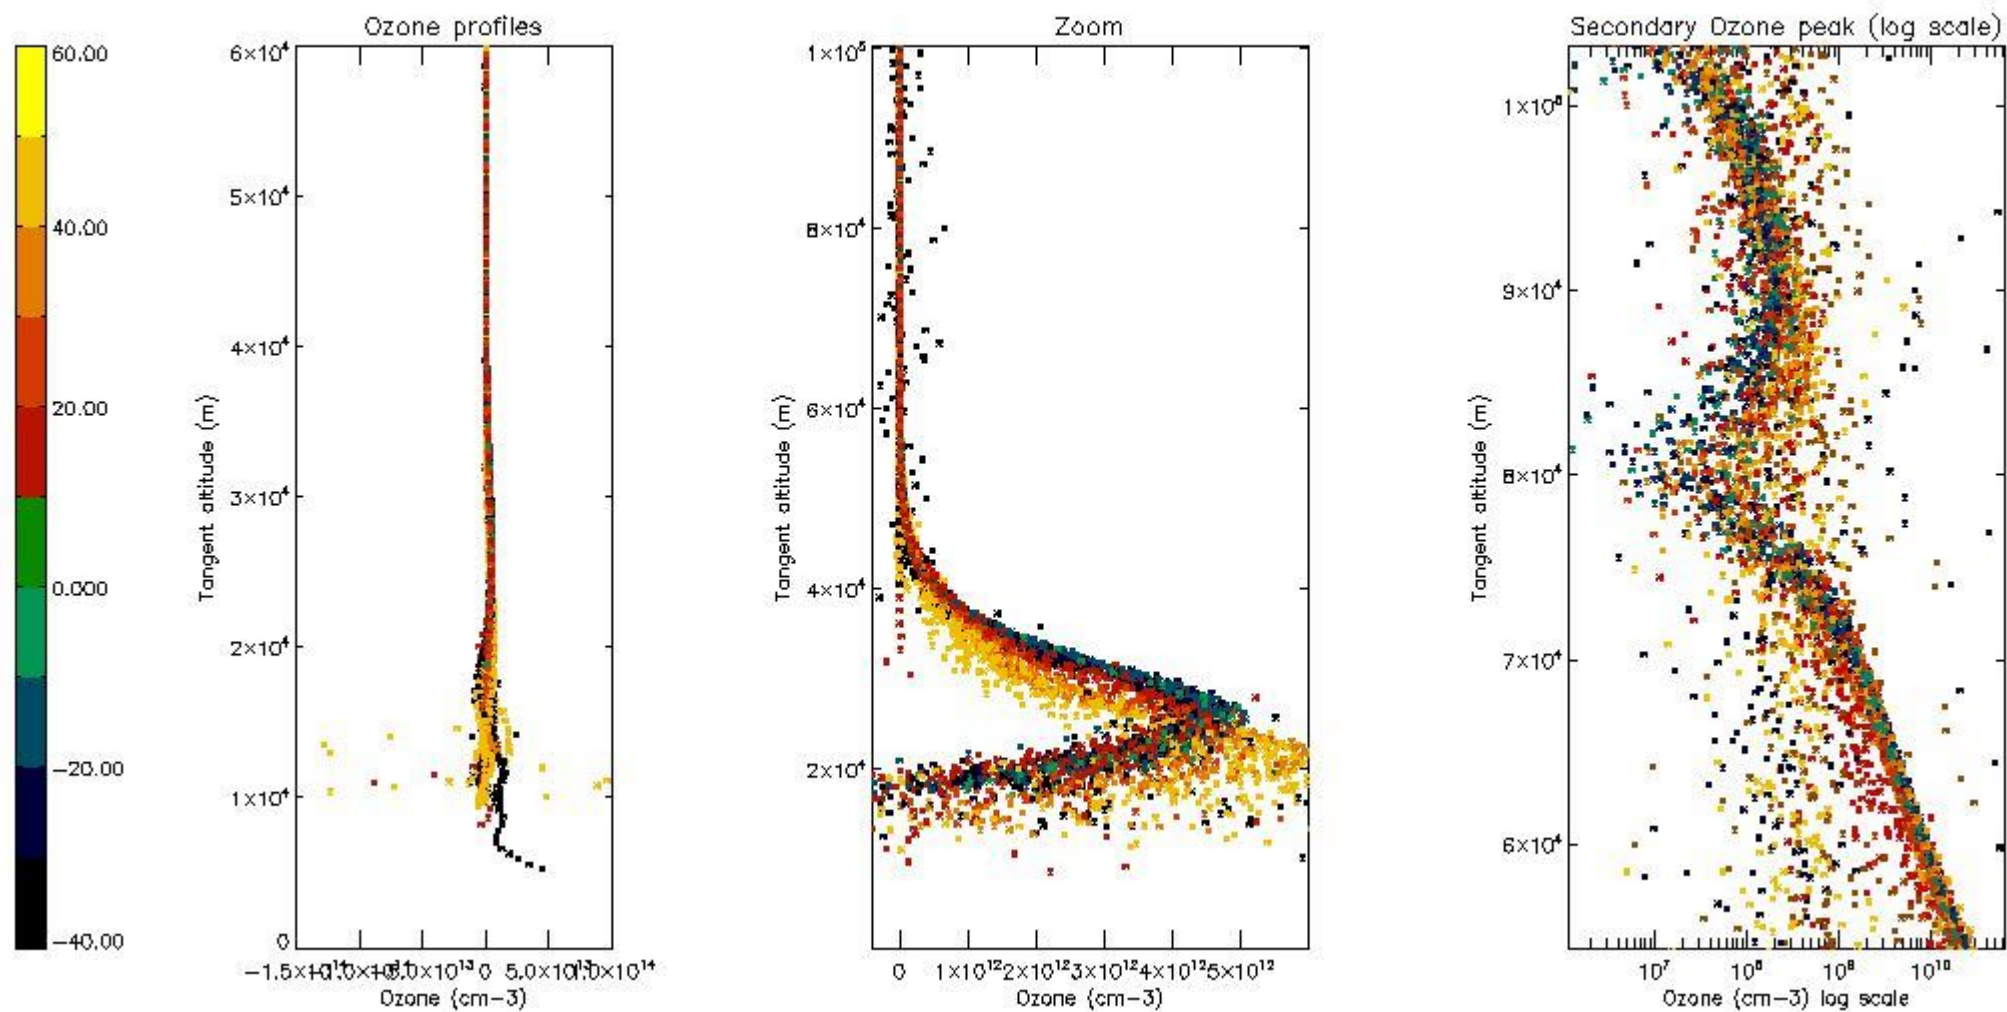 Ozone profiles
Zoom
Secondary Ozone peak (log scale)
60.00
40.00
20.00
0.000
-20.00
-40.00
6×10⁴
5×10⁴
4×10⁴
3×10⁴
2×10⁴
1×10⁴
0
Tangent altitude (m)
0 5.0×10¹³ 1.0×10¹⁴
Ozone (cm-3)
1×10⁵
8×10⁴
6×10⁴
4×10⁴
2×10⁴
Tangent altitude (m)
0 1×10¹² 2×10¹² 3×10¹² 4×10¹² 5×10¹²
Ozone (cm-3)
9×10⁴
8×10⁴
7×10⁴
6×10⁴
Tangent altitude (m)
10⁷ 10⁸ 10⁹ 10¹⁰
Ozone (cm-3) log scale